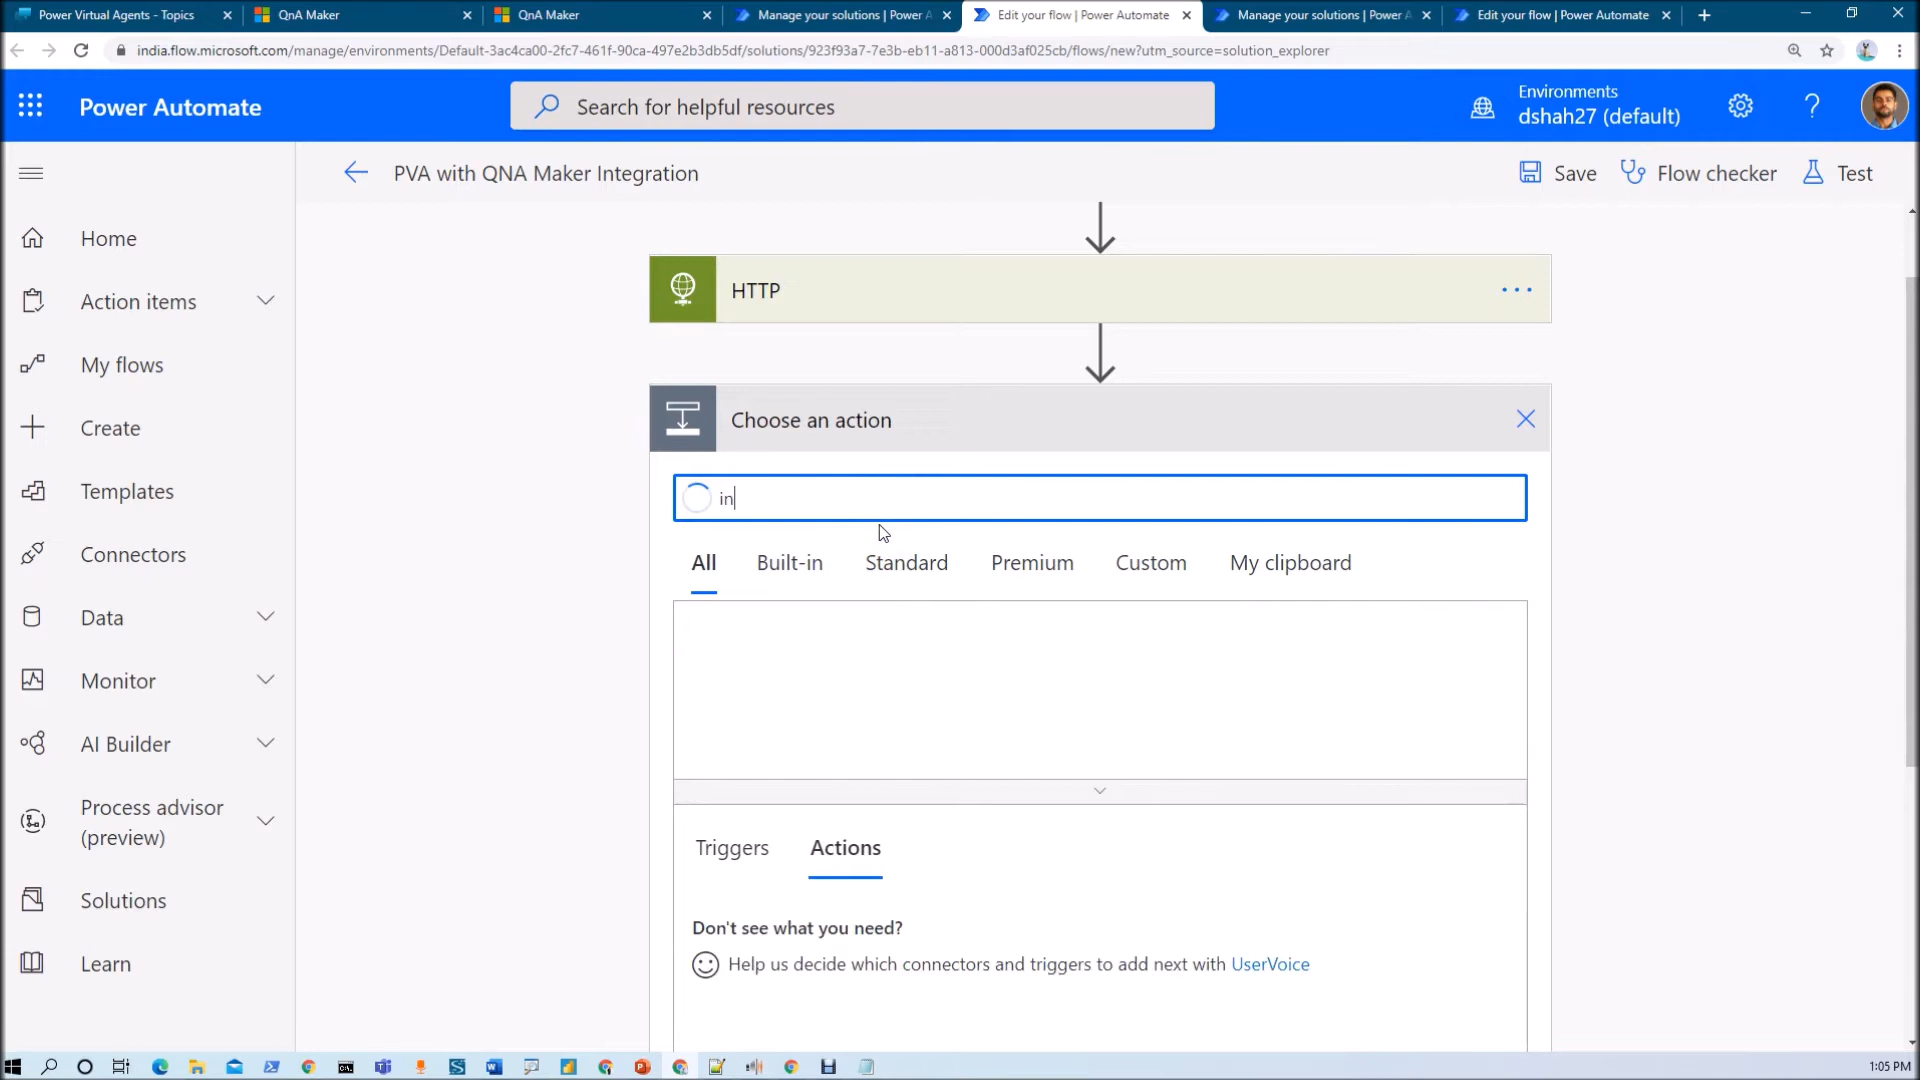 Power Virtual Agents - Topics
QnA Maker
QnA Maker
Manage your solutions | Power A
Edit your flow | Power Automate
Manage your solutions | Power A
Edit your flow | Power Automate
india.flow.microsoft.com/manage/environments/Default-3ac4ca00-2fc7-461f-90ca-497e2b3db5df/solutions/923f93a7-7e3b-eb11-a813-000d3af025cb/flows/new?utm_source=solution_explorer
Power Automate
Search for helpful resources
Environments
dshah27 (default)
PVA with QNA Maker Integration
Save
Flow checker
Test
Home
Action items
My flows
Create
Templates
Connectors
Data
Monitor
AI Builder
Process advisor
(preview)
Solutions
Learn
HTTP
Choose an action
in
All
Built-in
Standard
Premium
Custom
My clipboard
Triggers
Actions
Don't see what you need?
Help us decide which connectors and triggers to add next with UserVoice
1:05 PM